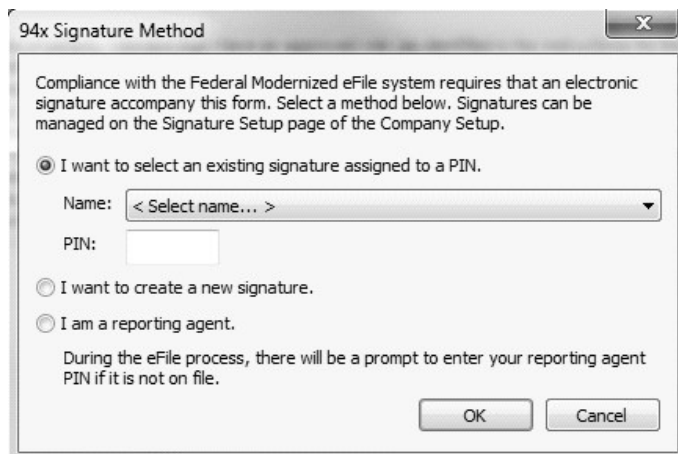 94x Signature Method
Compliance with the Federal Modernized eFile system requires that an electronic
signature accompany this form. Select a method below. Signatures can be
managed on the Signature Setup page of the Company Setup.
I want to select an existing signature assigned to a PIN.
Name: < Select name... >
PIN:
I want to create a new signature.
I am a reporting agent.
During the eFile process, there will be a prompt to enter your reporting agent
PIN if it is not on file.
OK Cancel